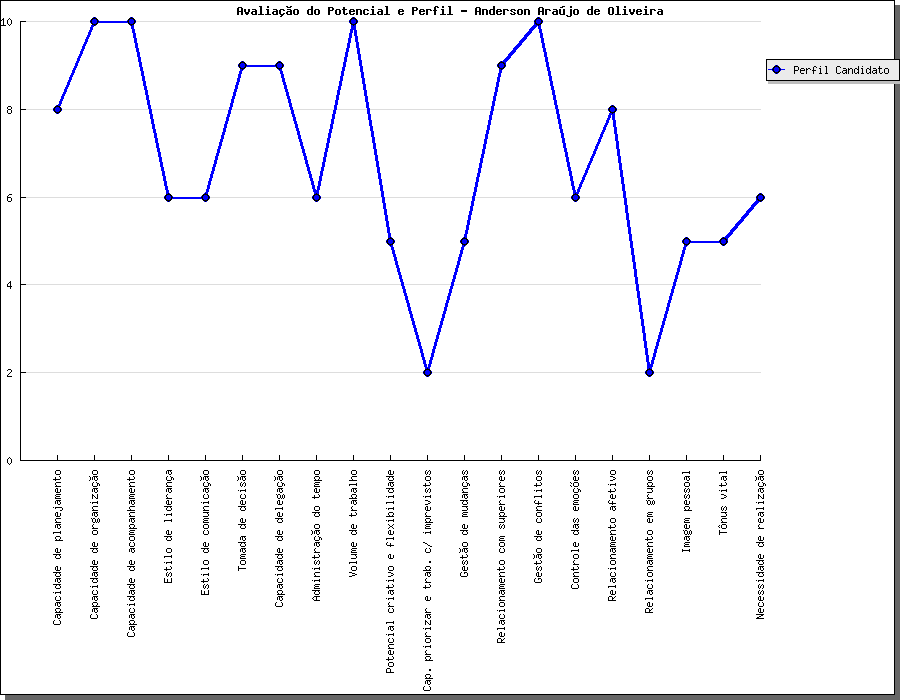 Avaliação do Potencial e Perfil - Anderson Araújo de Oliveira
10
8
6
4
2
0
Perfil Candidato
Capacidade de planejamento
Capacidade de organização
Capacidade de acompanhamento
Estilo de liderança
Estilo de comunicação
Tomada de decisão
Capacidade de delegação
Administração do tempo
Volume de trabalho
Potencial criativo e flexibilidade
Cap. priorizar e trab. c/ imprevistos
Gestão de mudanças
Relacionamento com superiores
Gestão de conflitos
Controle das emoções
Relacionamento afetivo
Relacionamento em grupos
Imagem pessoal
Tônus vital
Necessidade de realização